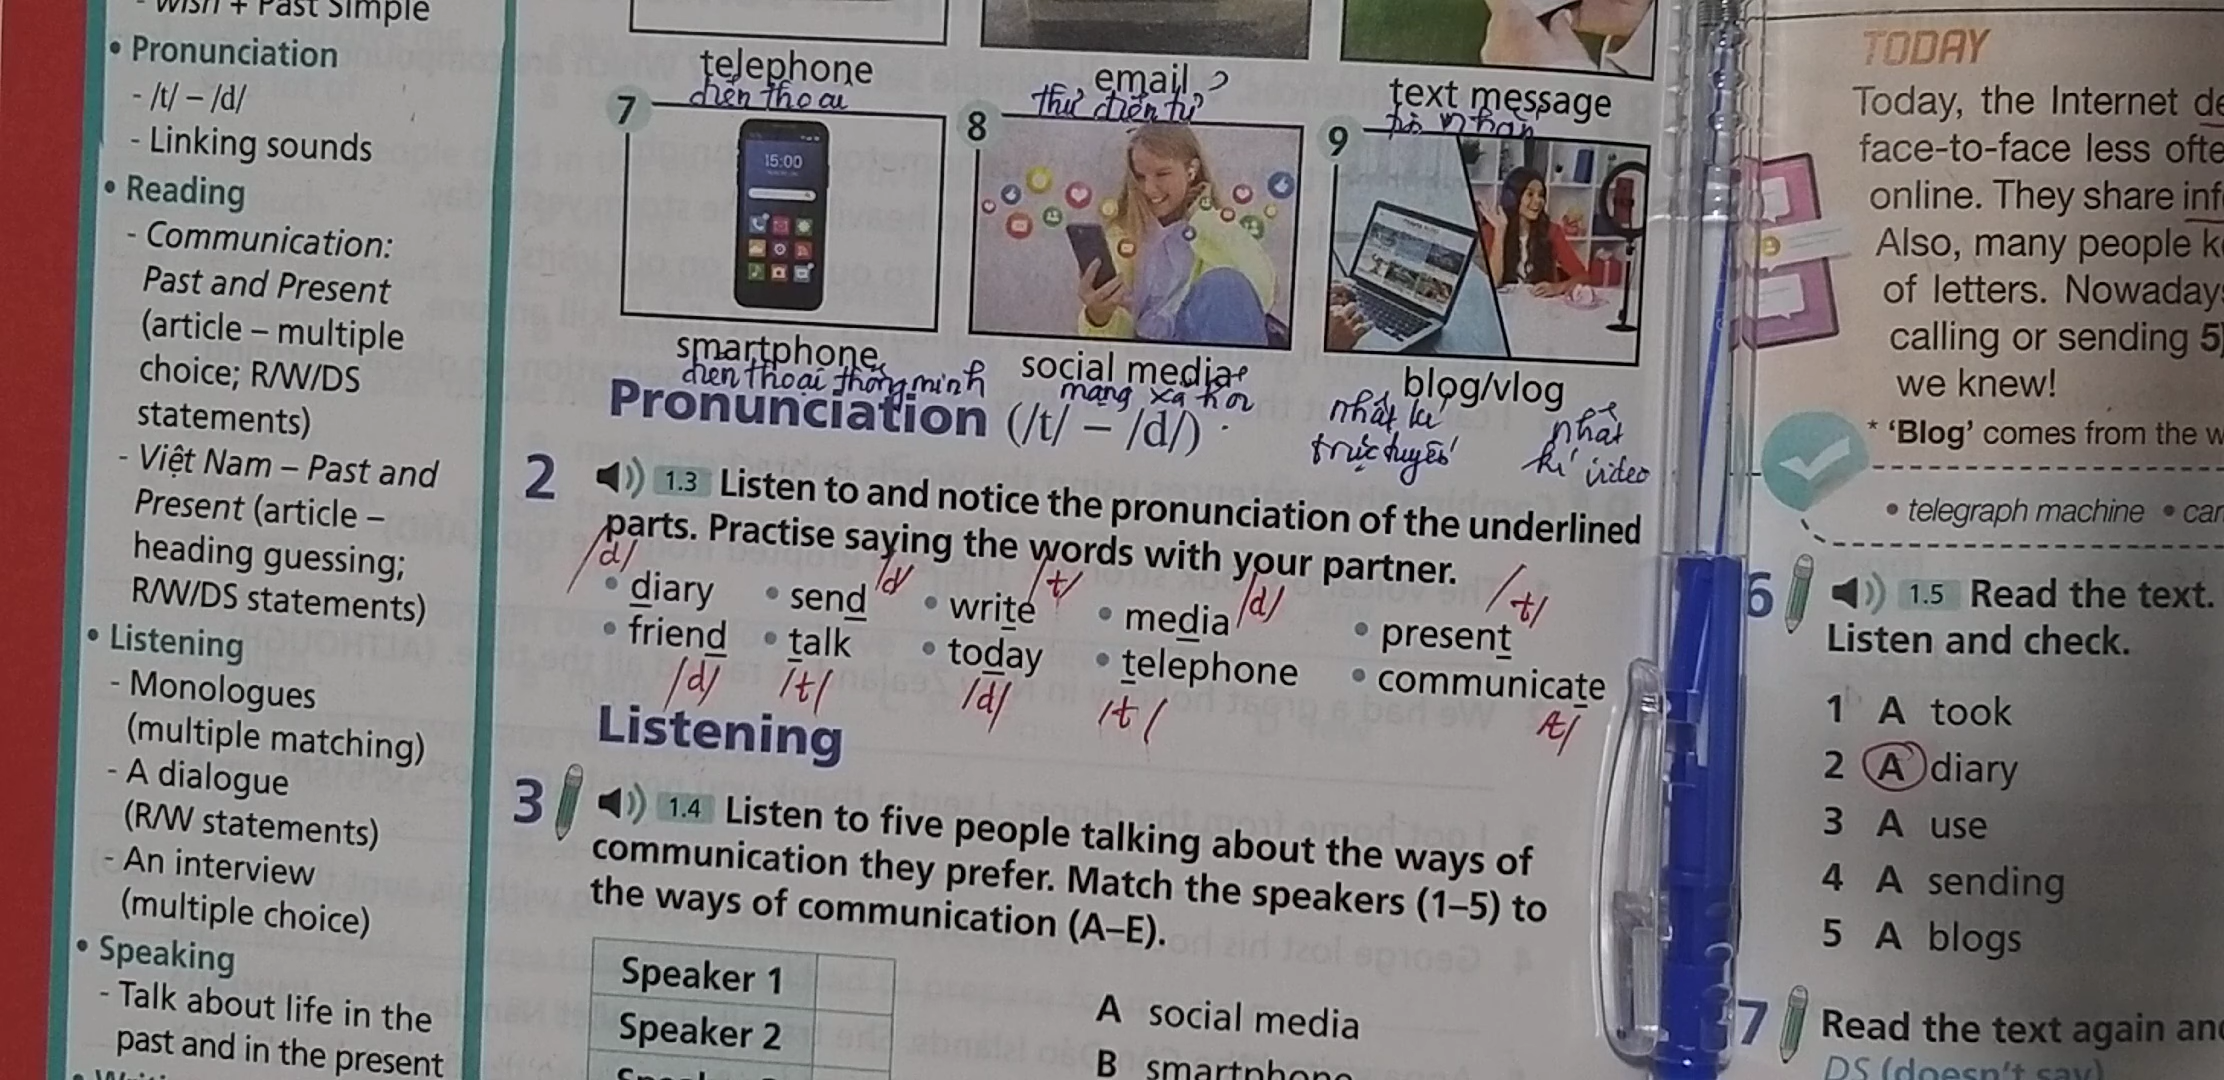 - wish + Past Simple
• Pronunciation
- /t/ – /d/
- Linking sounds
• Reading
- Communication:
Past and Present
(article – multiple
choice; R/W/DS
statements)
- Việt Nam – Past and
Present (article –
heading guessing;
R/W/DS statements)
• Listening
- Monologues
(multiple matching)
- A dialogue
(R/W statements)
- An interview
(multiple choice)
• Speaking
- Talk about life in the
past and in the present
telephone
điện thoại
email
thư điện tử
text message
nhắn
7
15:00
8
9
smartphone
điện thoại thông minh
social media
mạng xã hội
blog/vlog
nhật kí
trực tuyến
nhật
kí video
Pronunciation (/t/ – /d/)
2 1.3 Listen to and notice the pronunciation of the underlined
parts. Practise saying the words with your partner.
/d/ /d/ /t/ /d/ /t/
• diary • send • write • media • present
• friend • talk • today • telephone • communicate
/d/ /t/ /d/ /t/ /t/
Listening
3 1.4 Listen to five people talking about the ways of
communication they prefer. Match the speakers (1–5) to
the ways of communication (A–E).
Speaker 1
Speaker 2
A social media
B smartphone
TODAY
Today, the Internet
face-to-face less
online. They share
Also, many people
of letters.
calling or sending 5
we knew!
* ‘Blog’ comes from the
• telegraph machine •
6 1.5 Read the text.
Listen and check.
1 A took
2 A diary
3 A use
4 A sending
5 A blogs
7 Read the text again
DS (doesn't say)